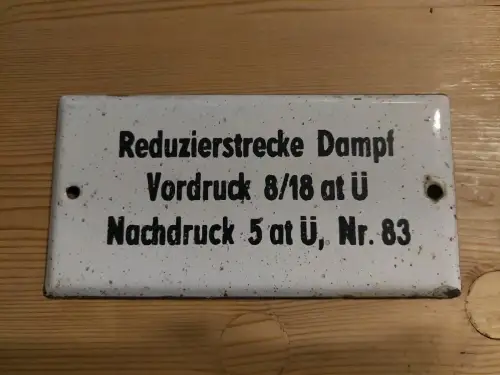 Reduzierstrecke Dampf
Vordruck 8/18 at Ü
Nachdruck 5 at Ü, Nr. 83